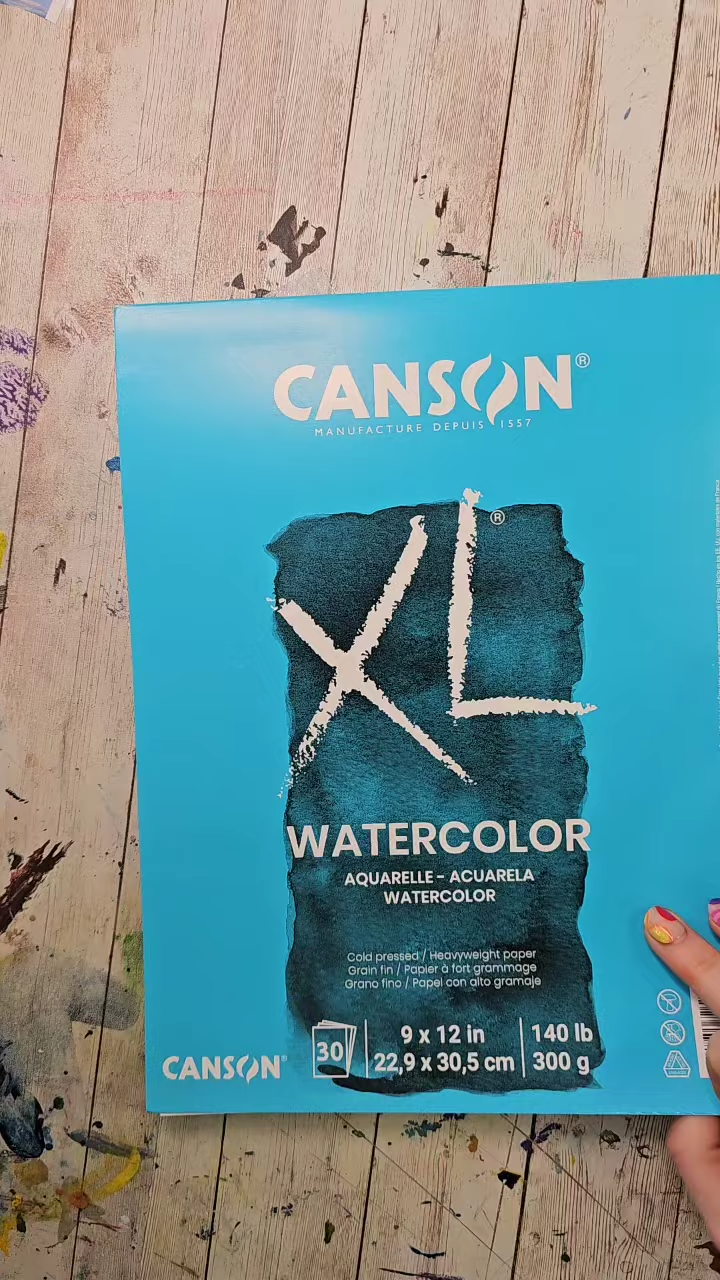 CANSON®
MANUFACTURE DEPUIS 1557
XL®
WATERCOLOR
AQUARELLE - ACUARELA
WATERCOLOR
Cold pressed / Heavyweight paper
Grain fin / Papier à fort grammage
Grano fino / Papel con alto gramaje
30
9 x 12 in
22,9 x 30,5 cm
140 lb
300 g
CANSON®